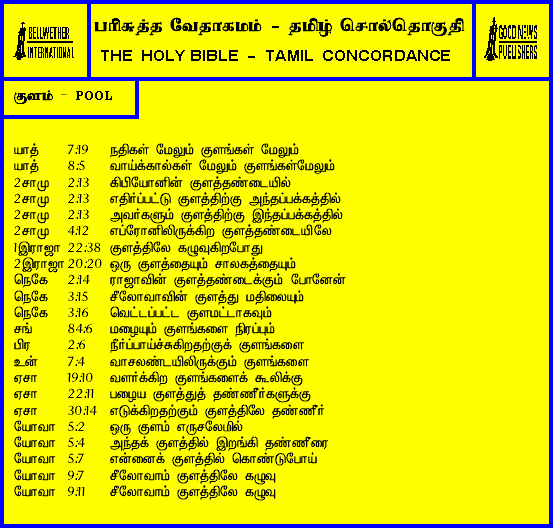 BELLWETHER
INTERNATIONAL
பரிசுத்த வேதாகமம் - தமிழ் சொல்தொகுதி
THE HOLY BIBLE - TAMIL CONCORDANCE
GOOD NEWS
PUBLISHERS
குளம் - POOL
யாத் 7:19 நதிகள் மேலும் குளங்கள் மேலும்
யாத் 8:5 வாய்க்கால்கள் மேலும் குளங்கள்மேலும்
2சாமு 2:13 கிபியோனின் குளத்தண்டையில்
2சாமு 2:13 எதிர்ப்பட்டு குளத்திற்கு அந்தப்பக்கத்தில்
2சாமு 2:13 அவர்களும் குளத்திற்கு இந்தப்பக்கத்தில்
2சாமு 4:12 எப்ரோனிலிருக்கிற குளத்தண்டையிலே
1இராஜா 22:38 குளத்திலே கழுவுகிறபோது
2இராஜா 20:20 ஒரு குளத்தையும் சாலகத்தையும்
நெகே 2:14 ராஜாவின் குளத்தண்டைக்கும் போனேன்
நெகே 3:15 சீலோவாவின் குளத்து மதிலையும்
நெகே 3:16 வெட்டப்பட்ட குளமட்டாகவும்
சங் 84:6 மழையும் குளங்களை நிரப்பும்
பிர 2:6 நீர்ப்பாய்ச்சுகிறதற்குக் குளங்களை
உன் 7:4 வாசலண்டையிலிருக்கும் குளங்களை
ஏசா 19:10 வளர்க்கிற குளங்களைக் கூலிக்கு
ஏசா 22:11 பழைய குளத்துத் தண்ணீர்களுக்கு
ஏசா 30:14 எடுக்கிறதற்கும் குளத்திலே தண்ணீர்
யோவா 5:2 ஒரு குளம் எருசலேமில்
யோவா 5:4 அந்தக் குளத்தில் இறங்கி தண்ணீரை
யோவா 5:7 என்னைக் குளத்தில் கொண்டுபோய்
யோவா 9:7 சீலோவாம் குளத்திலே கழுவு
யோவா 9:11 சீலோவாம் குளத்திலே கழுவு